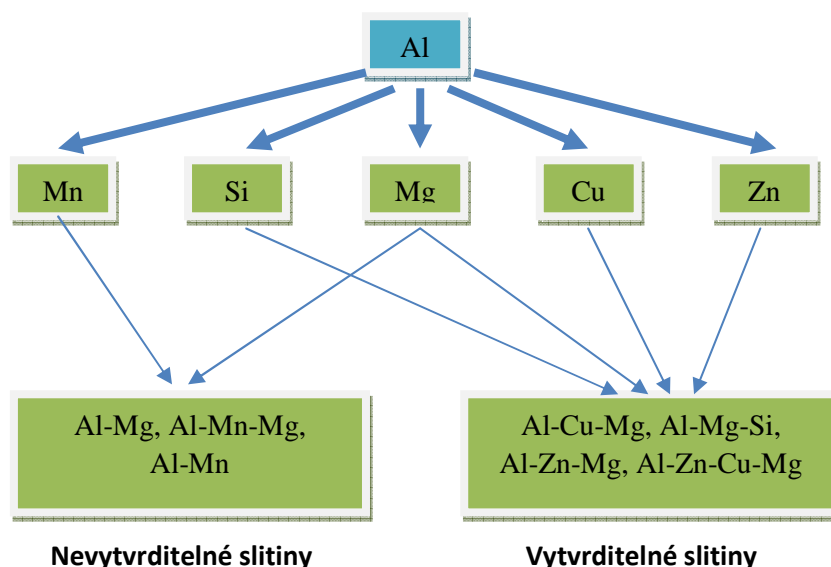 Al
Mn
Si
Mg
Cu
Zn
Al-Mg, Al-Mn-Mg,
Al-Mn
Al-Cu-Mg, Al-Mg-Si,
Al-Zn-Mg, Al-Zn-Cu-Mg
Nevytvrditelné slitiny
Vytvrditelné slitiny